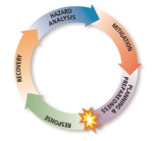 HAZARD
ANALYSIS
MITIGATION
PLANNING &
PREPAREDNESS
RESPONSE
RECOVERY